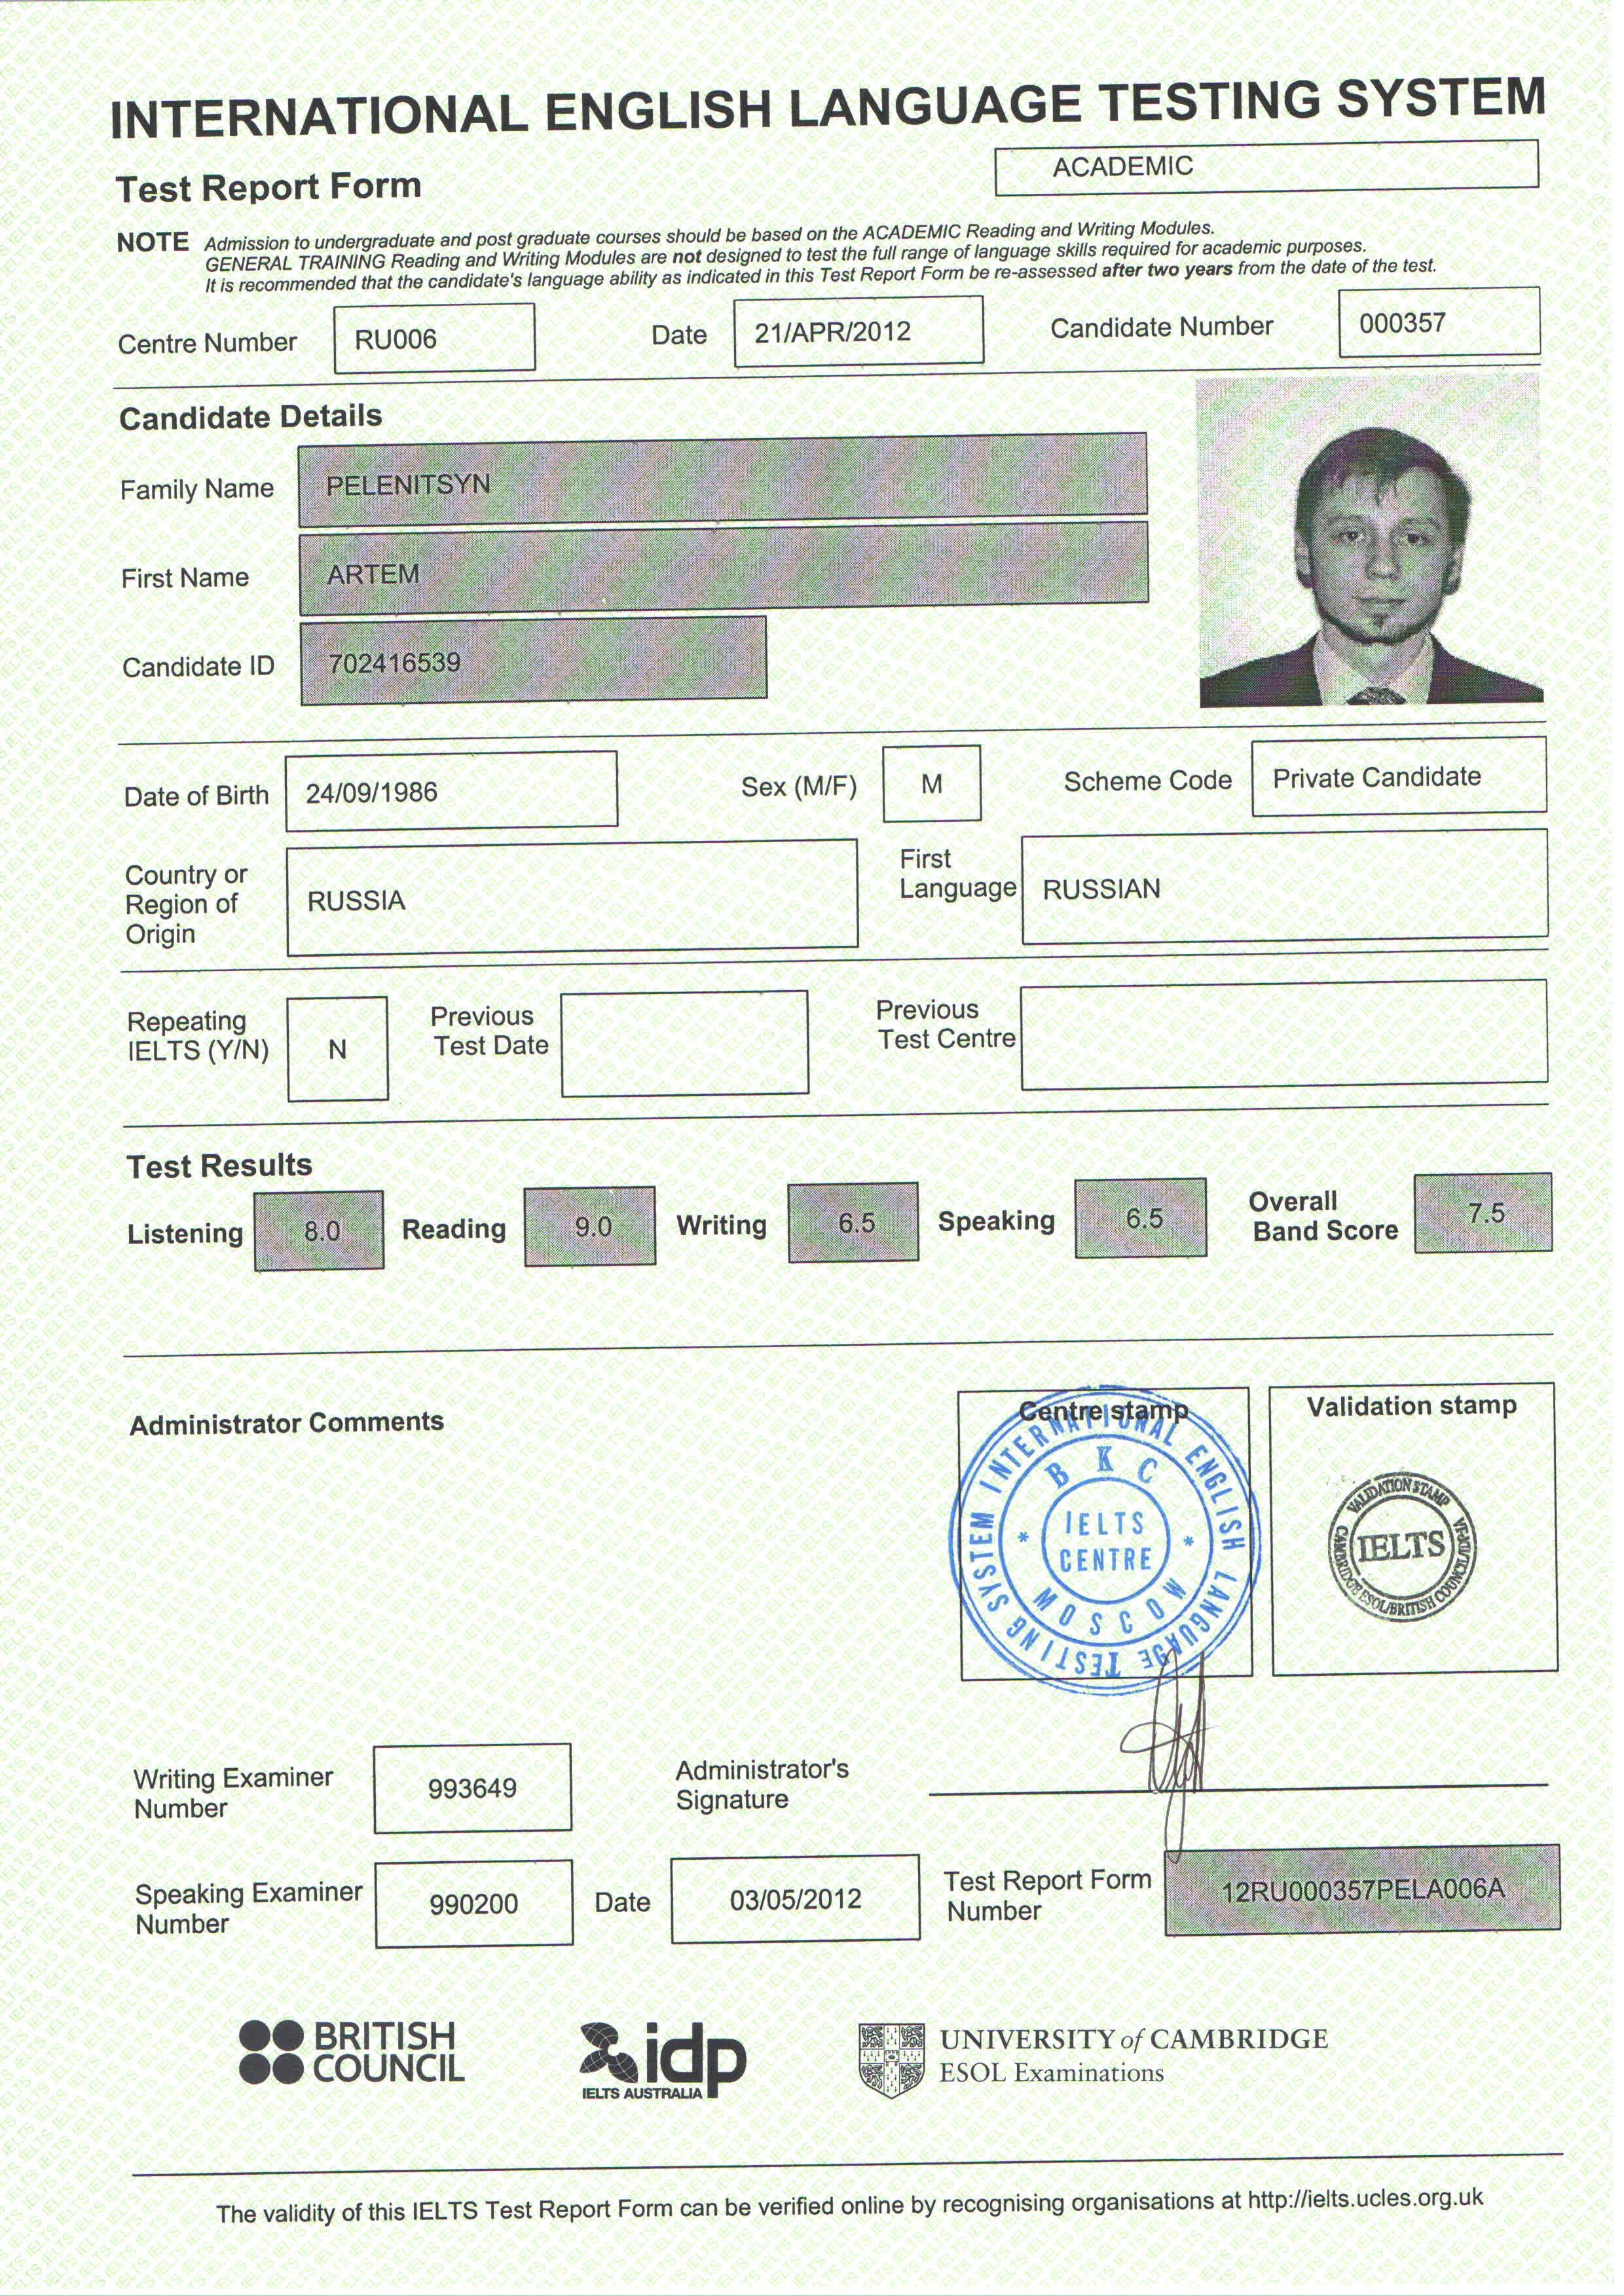 INTERNATIONAL ENGLISH LANGUAGE TESTING SYSTEM
Test Report Form
ACADEMIC
NOTE Admission to undergraduate and post graduate courses should be based on the ACADEMIC Reading and Writing Modules.
GENERAL TRAINING Reading and Writing Modules are not designed to test the full range of language skills required for academic purposes.
It is recommended that the candidate's language ability as indicated in this Test Report Form be re-assessed after two years from the date of the test.
Centre Number RU006 Date 21/APR/2012 Candidate Number 000357
Candidate Details
Family Name PELENITSYN
First Name ARTEM
Candidate ID 702416539
Date of Birth 24/09/1986 Sex (M/F) M Scheme Code Private Candidate
Country or
Region of
Origin
RUSSIA
First
Language
RUSSIAN
Repeating
IELTS (Y/N)
N
Previous
Test Date
Previous
Test Centre
Test Results
Listening 8.0 Reading 9.0 Writing 6.5 Speaking 6.5
Overall
Band Score
7.5
Administrator Comments
Centre stamp
INTERNATIONAL ENGLISH LANGUAGE TESTING SYSTEM
BKC
IELTS
CENTRE
MOSCOW
Validation stamp
VALIDATION STAMP
IELTS
CAMBRIDGE ESOL/BRITISH COUNCIL/IDPIA
Writing Examiner
Number
993649
Administrator's
Signature
Speaking Examiner
Number
990200
Date 03/05/2012
Test Report Form
Number
12RU000357PELA006A
BRITISH
COUNCIL
idp
IELTS AUSTRALIA
UNIVERSITY of CAMBRIDGE
ESOL Examinations
The validity of this IELTS Test Report Form can be verified online by recognising organisations at http://ielts.ucles.org.uk